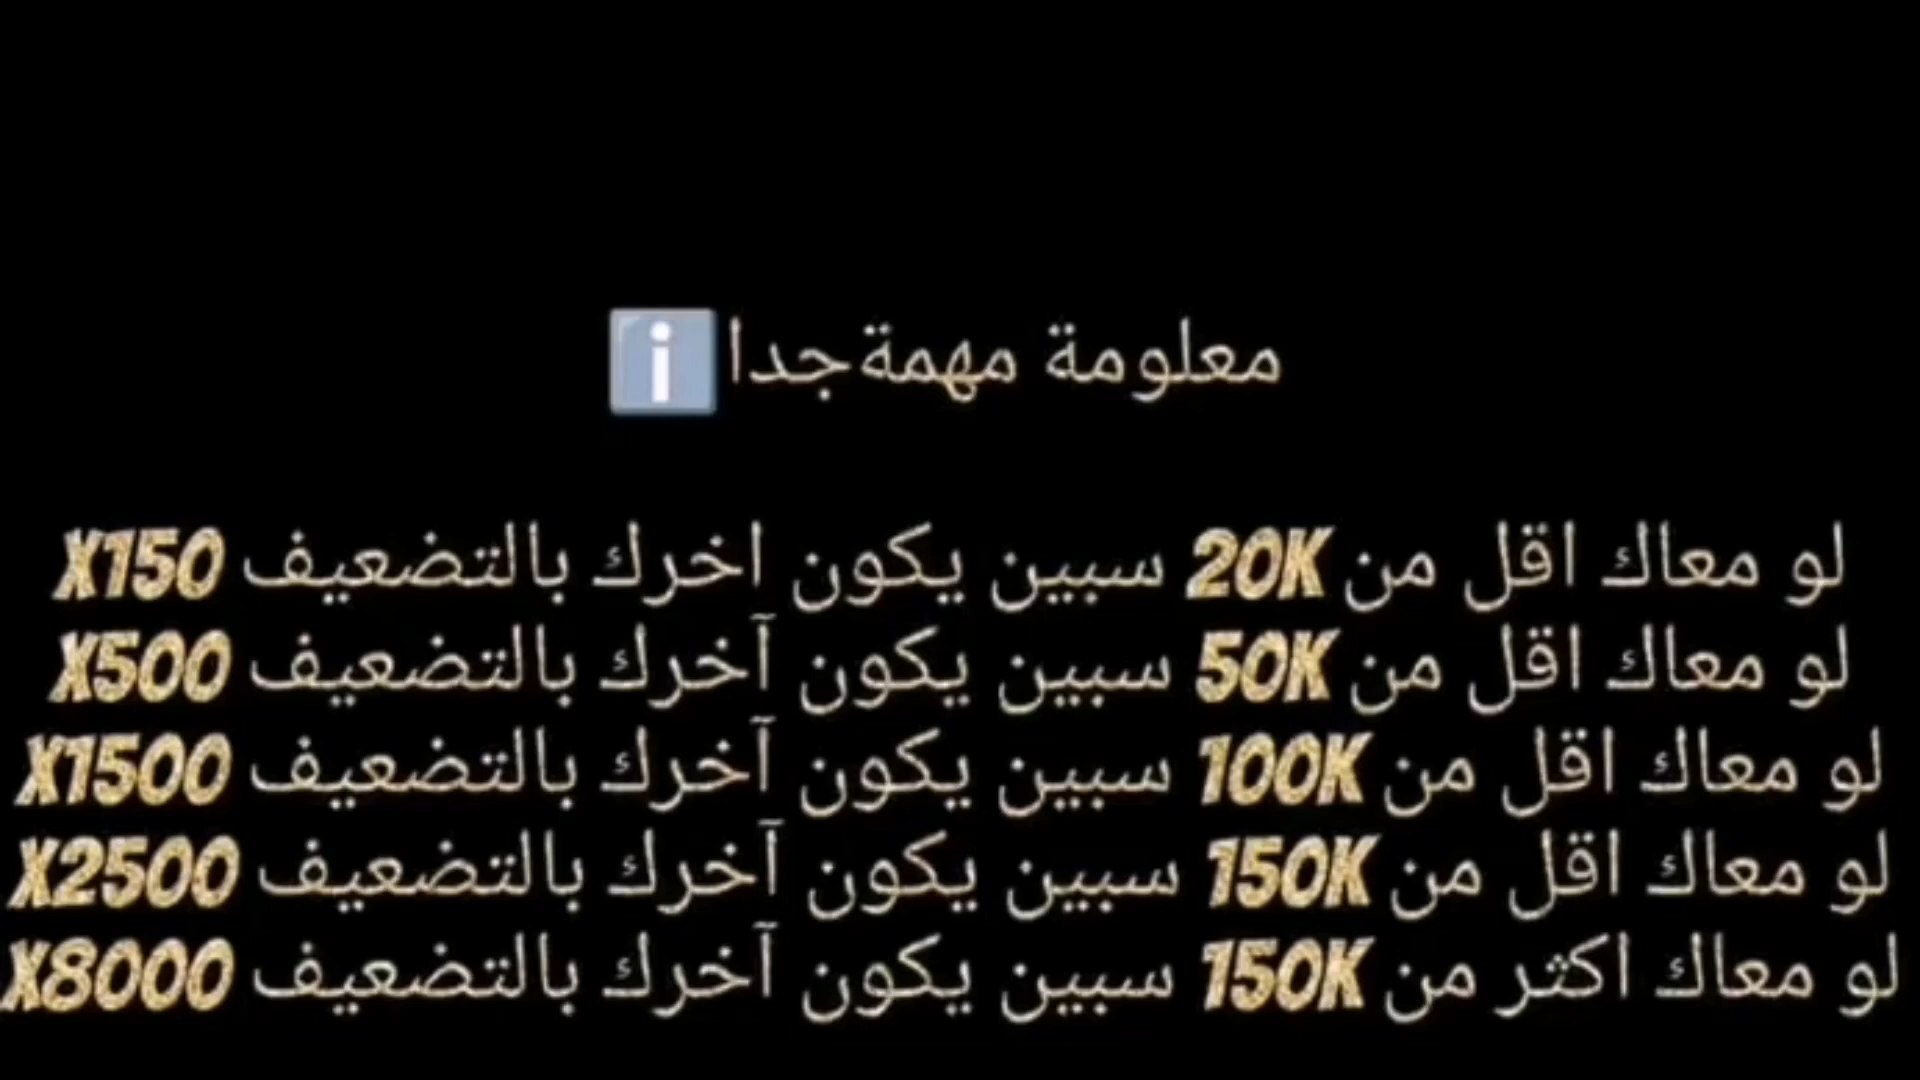 معلومة مهمة جدا ℹ️
لو معاك اقل من 20K سبين يكون اخرك بالتضعيف X150
لو معاك اقل من 50K سبين يكون آخرك بالتضعيف X500
لو معاك اقل من 100K سبين يكون آخرك بالتضعيف X1500
لو معاك اقل من 150K سبين يكون آخرك بالتضعيف X2500
لو معاك اكثر من 150K سبين يكون آخرك بالتضعيف X8000